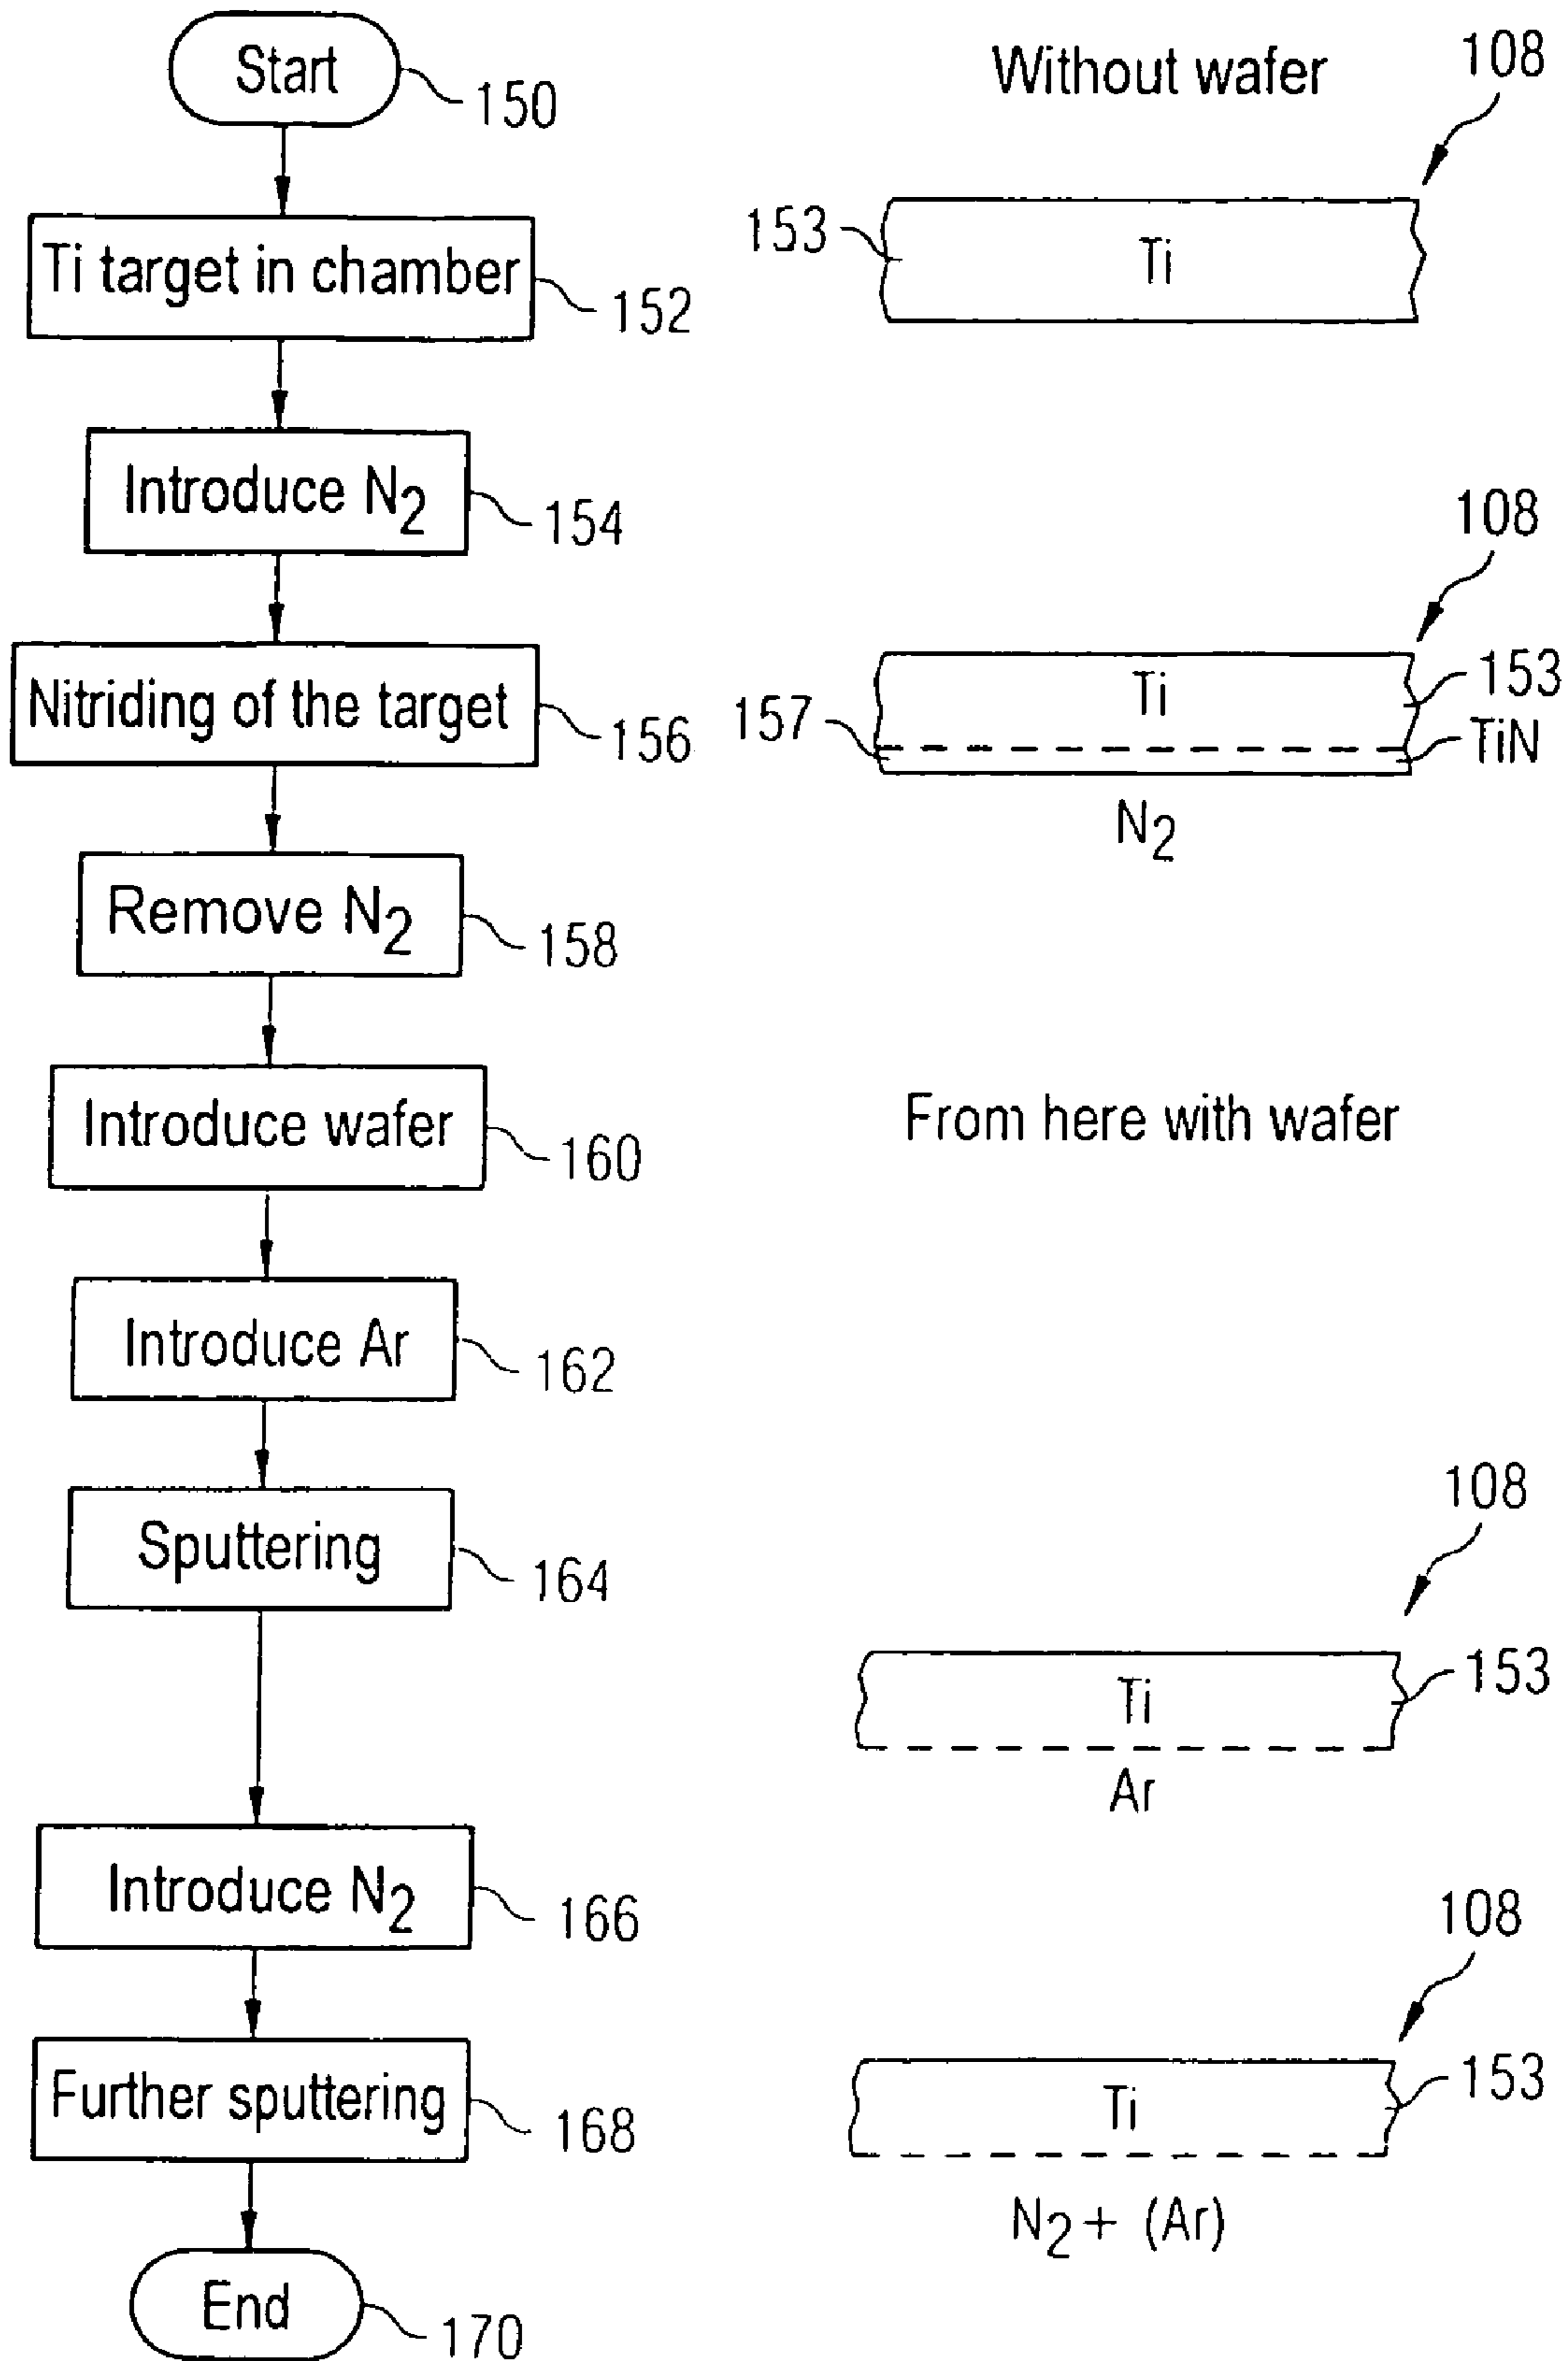 Start
150
Without wafer
108
Ti target in chamber
152
153
Ti
Introduce N2
154
108
Nitriding of the target
156
157
Ti
153
TiN
N2
Remove N2
158
Introduce wafer
160
From here with wafer
Introduce Ar
162
Sputtering
164
108
Ti
153
Ar
Introduce N2
166
108
Further sputtering
168
Ti
153
N2 + (Ar)
End
170